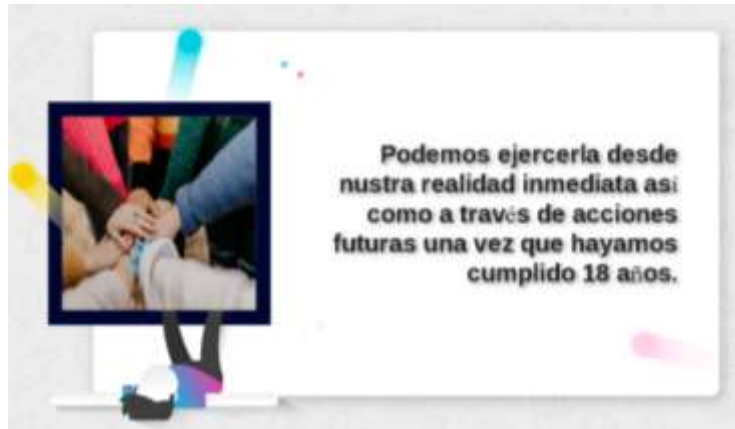 Podemos ejercerla desde
nustra realidad inmediata así
como a través de acciones
futuras una vez que hayamos
cumplido 18 años.